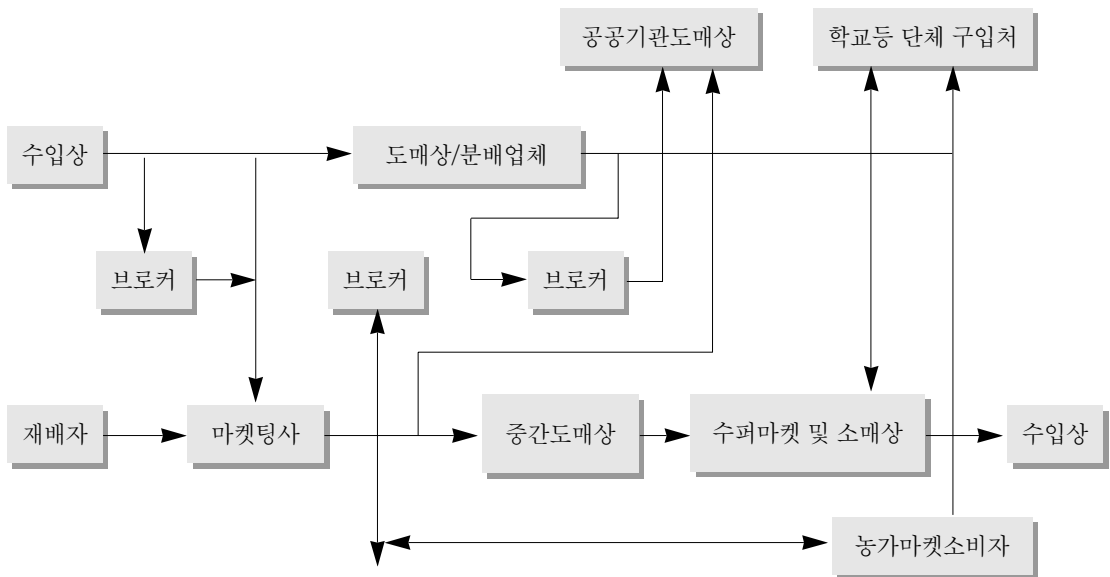 공공기관도매상
학교등 단체 구입처
수입상
도매상/분배업체
브로커
브로커
브로커
재배자
마켓팅사
중간도매상
수퍼마켓 및 소매상
수입상
농가마켓소비자